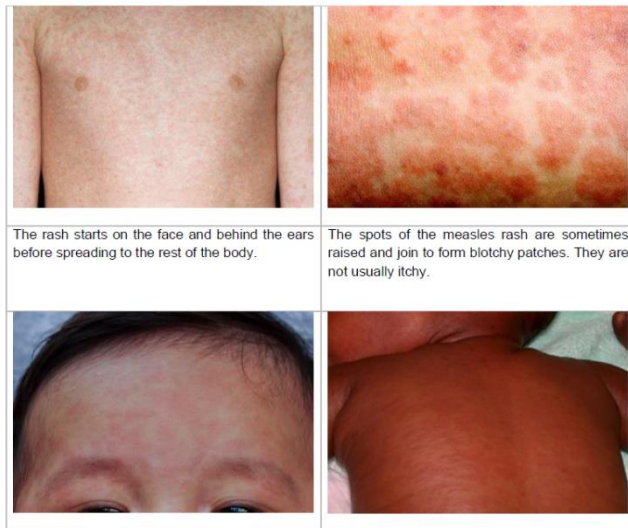 The rash starts on the face and behind the ears
before spreading to the rest of the body.
The spots of the measles rash are sometimes
raised and join to form blotchy patches. They are
not usually itchy.